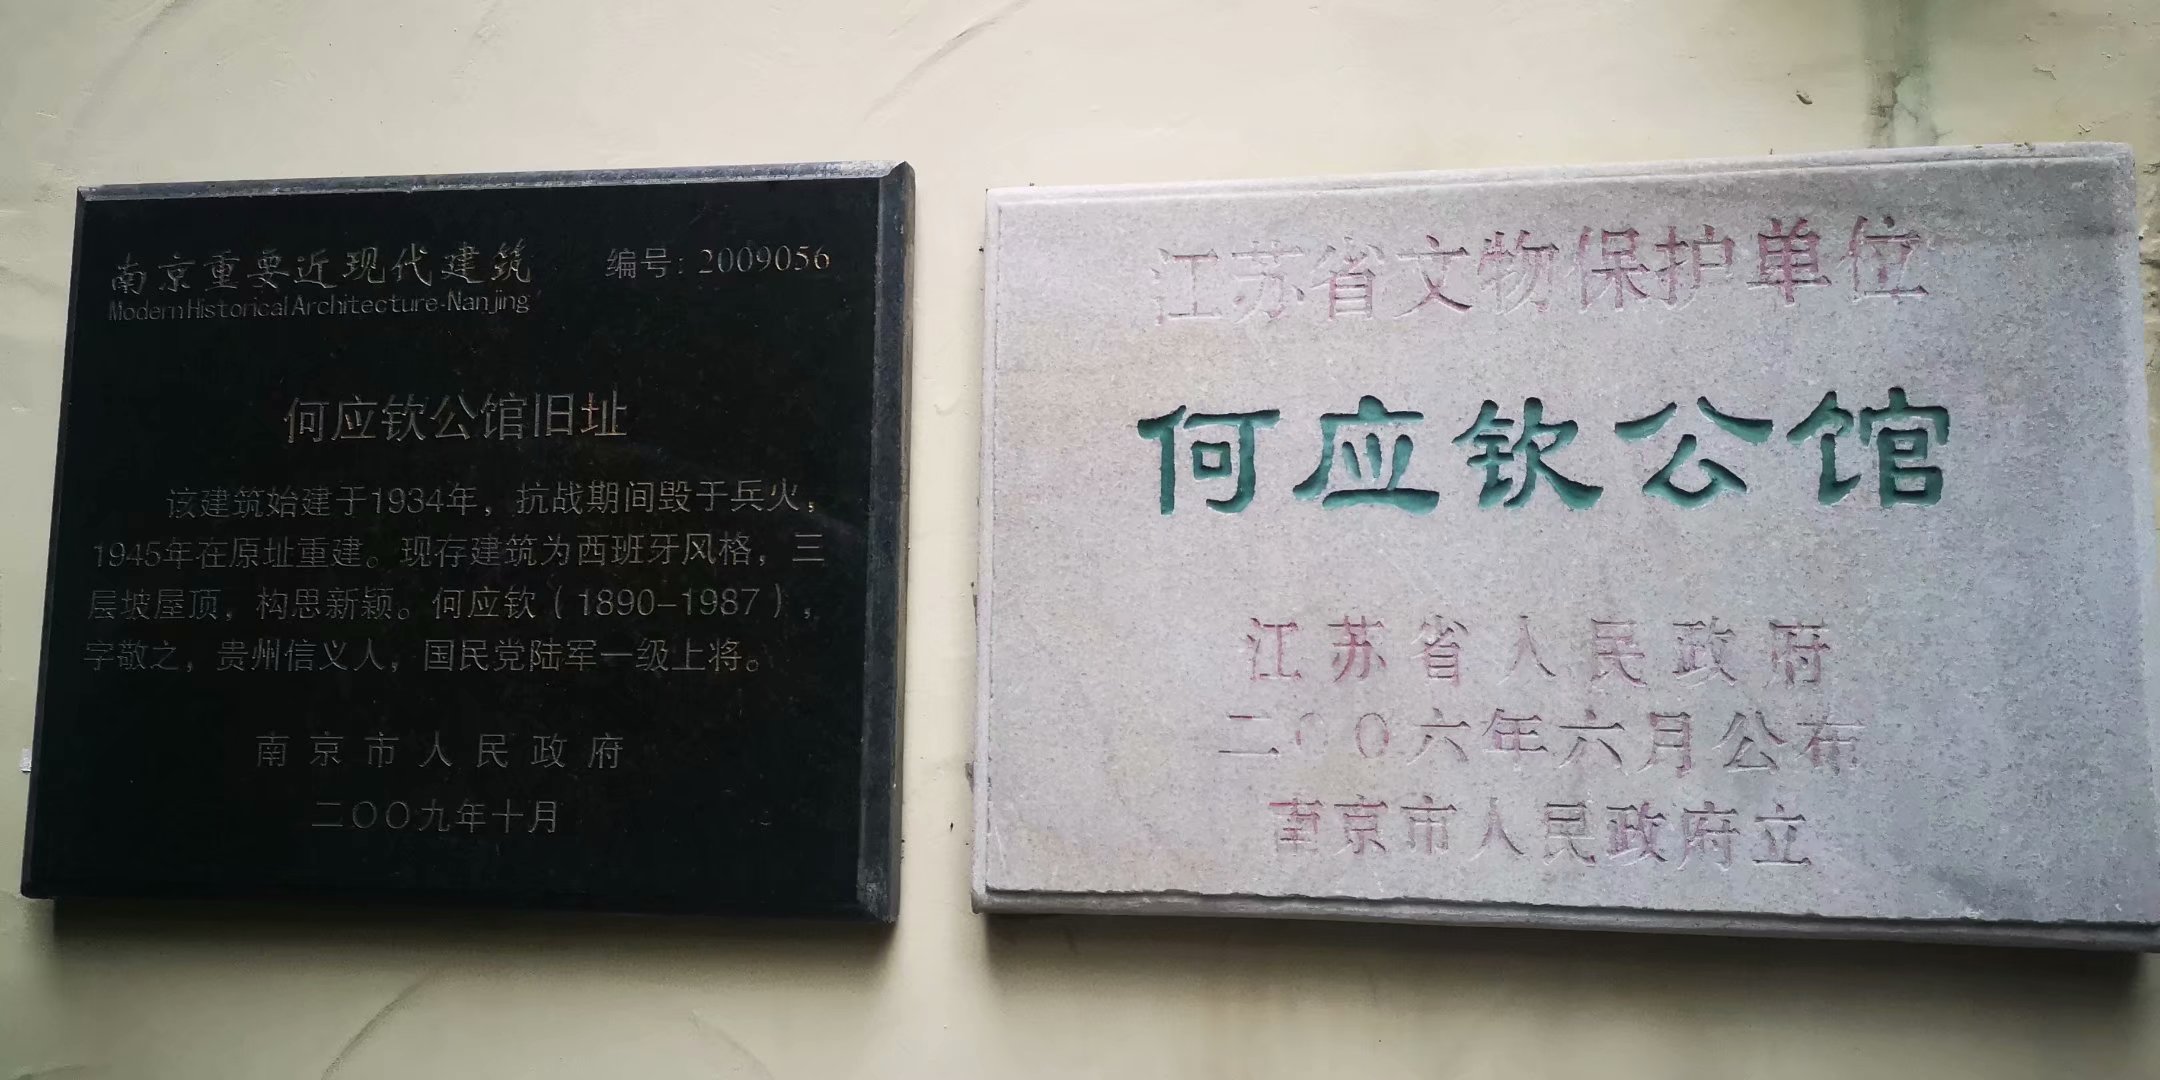 南京重要近现代建筑 编号：2009056
Modern Historical Architecture·Nanjing
何应钦公馆旧址
该建筑始建于1934年，抗战期间毁于兵火，
1945年在原址重建。现存建筑为西班牙风格，三
层坡屋顶，构思新颖。何应钦（1890-1987），
字敬之，贵州信义人，国民党陆军一级上将。
南京市人民政府
二〇〇九年十月
江苏省文物保护单位
何应钦公馆
江苏省人民政府
二〇〇六年六月公布
南京市人民政府立